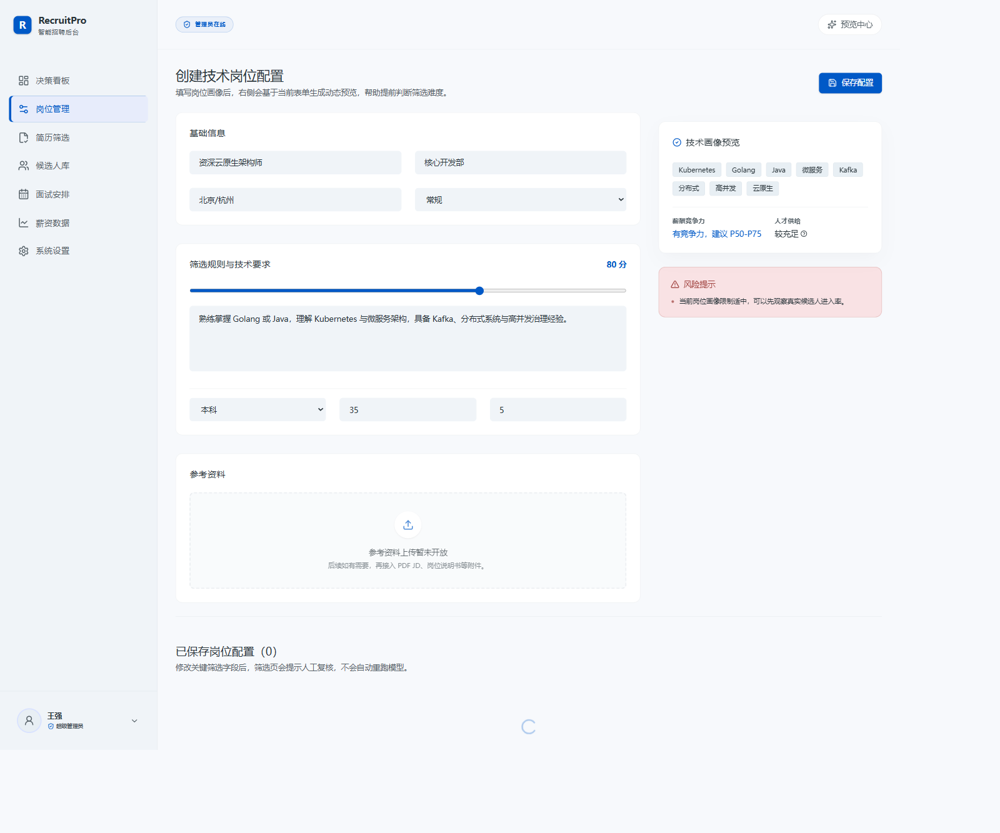 R
RecruitPro
智能招聘后台
决策看板
岗位管理
简历筛选
候选人库
面试安排
薪资数据
系统设置
王强
超级管理员
管理员在线
预览中心
创建技术岗位配置
填写岗位画像后，右侧会基于当前表单生成动态预览，帮助提前判断筛选难度。
保存配置
基础信息
资深云原生架构师
核心开发部
北京/杭州
常规
筛选规则与技术要求
80 分
熟练掌握 Golang 或 Java，理解 Kubernetes 与微服务架构，具备 Kafka、分布式系统与高并发治理经验。
本科
35
5
参考资料
参考资料上传暂未开放
后续如有需要，再接入 PDF JD、岗位说明书等附件。
技术画像预览
Kubernetes
Golang
Java
微服务
Kafka
分布式
高并发
云原生
薪酬竞争力
有竞争力，建议 P50-P75
人才供给
较充足
风险提示
当前岗位画像限制适中，可以先观察真实候选人进入率。
已保存岗位配置（0）
修改关键筛选字段后，筛选页会提示人工复核，不会自动重跑模型。